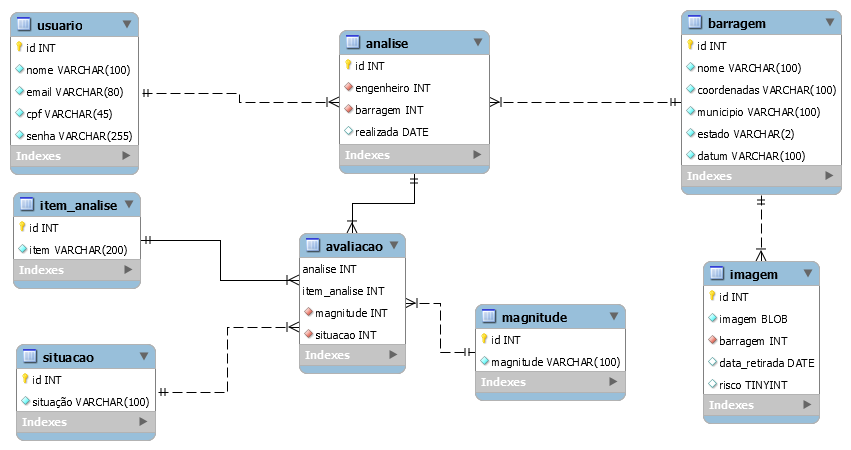 usuario
id INT
nome VARCHAR(100)
email VARCHAR(80)
cpf VARCHAR(45)
senha VARCHAR(255)
Indexes
analise
id INT
engenheiro INT
barragem INT
realizada DATE
Indexes
barragem
id INT
nome VARCHAR(100)
coordenadas VARCHAR(100)
municipio VARCHAR(100)
estado VARCHAR(2)
datum VARCHAR(100)
Indexes
item_analise
id INT
item VARCHAR(200)
Indexes
avaliacao
analise INT
item_analise INT
magnitude INT
situacao INT
Indexes
magnitude
id INT
magnitude VARCHAR(100)
Indexes
imagem
id INT
imagem BLOB
barragem INT
data_retirada DATE
risco TINYINT
Indexes
situacao
id INT
situação VARCHAR(100)
Indexes